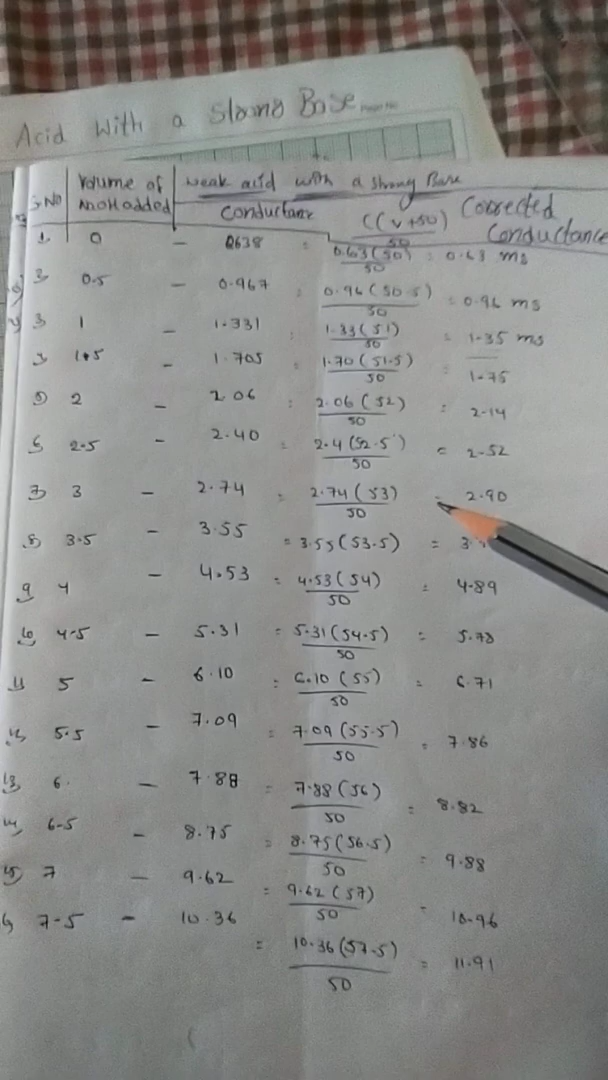 Acid With a Strong Base
S.No Volume of NaOH added weak acid with a strong Base
Conductance C(V+50)/50 Corrected Conductance
1. 0 - 0638 = 0.63(50)/50 = 0.63 ms
0.5 - 0.967 = 0.96(50.5)/50 = 0.96 ms
3 1 - 1.331 = 1.33(51)/50 = 1.35 ms
1.5 - 1.705 = 1.70(51.5)/50 = 1.75
5) 2 - 2.06 = 2.06(52)/50 = 2.14
6 2.5 - 2.40 = 2.4(52.5)/50 = 2.52
7) 3 - 2.74 = 2.74(53)/50 = 2.90
8) 3.5 - 3.55 = 3.55(53.5) = 3.
9 4 - 4.53 = 4.53(54)/50 = 4.89
10 4.5 - 5.31 = 5.31(54.5)/50 = 5.78
11 5 - 6.10 = 6.10(55)/50 = 6.71
12 5.5 - 7.09 = 7.09(55.5)/50 = 7.86
13 6. - 7.88 = 7.88(56)/50 = 8.82
14 6-5 - 8.75 = 8.75(56.5)/50 = 9.88
15) 7 - 9.62 = 9.62(57)/50 = 10.96
7-5 - 10.36 = 10.36(57.5)/50 = 11.91